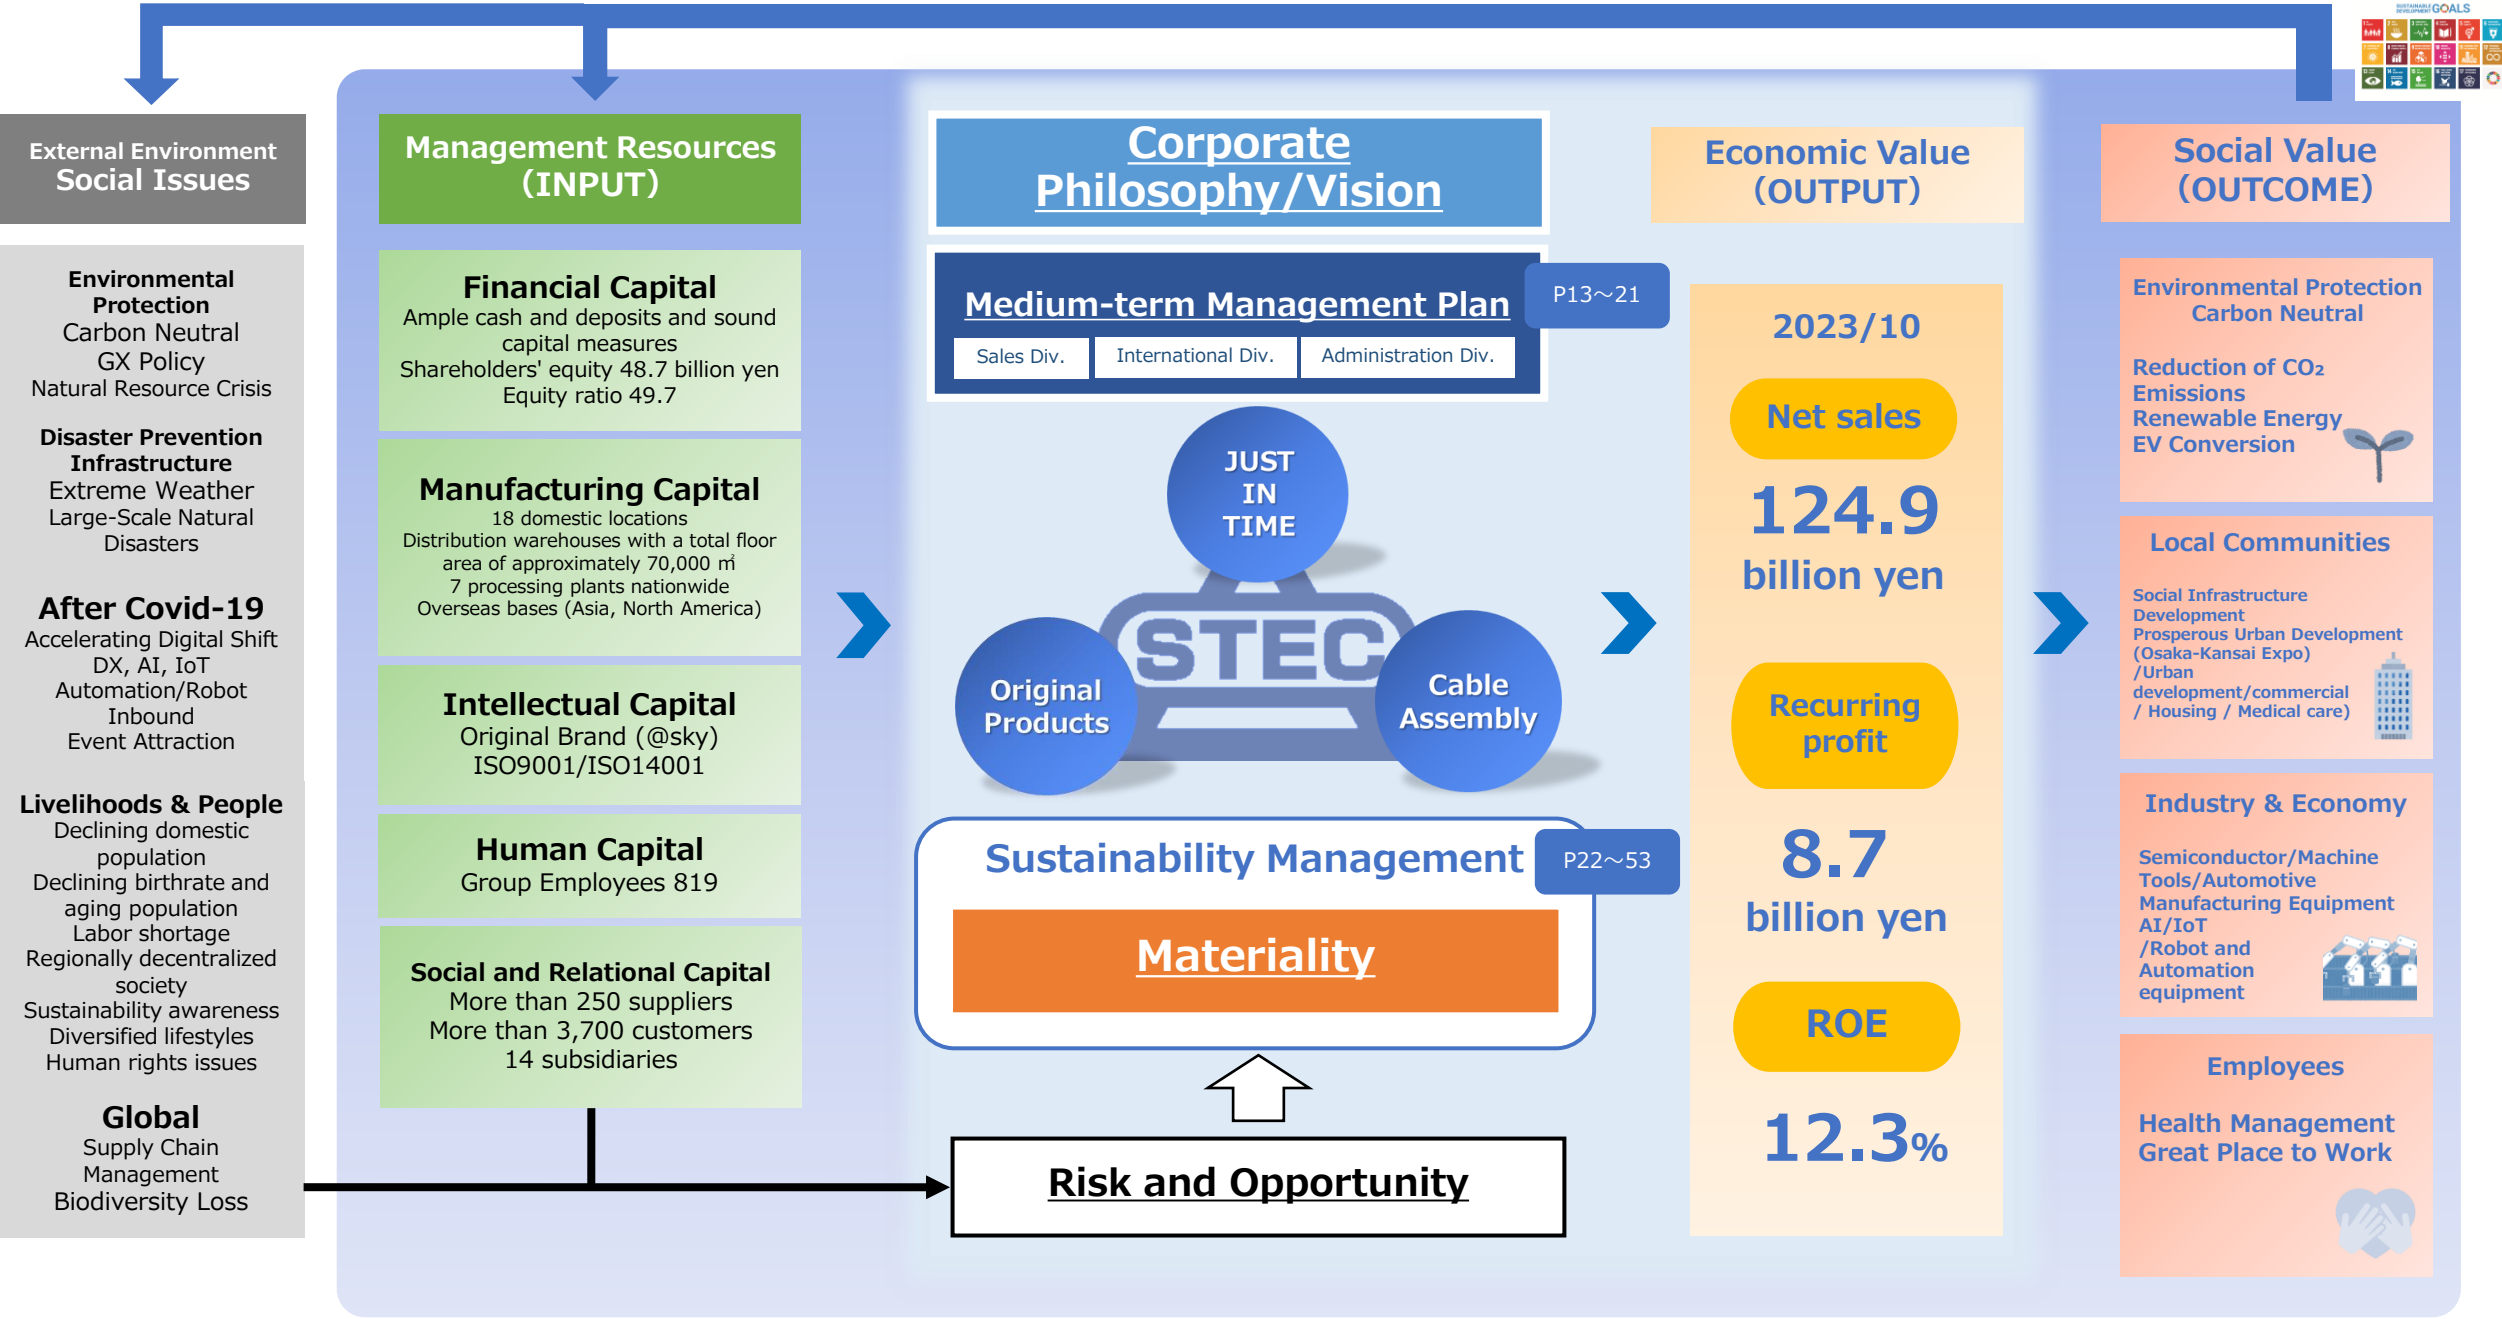 SUSTAINABLE
DEVELOPMENT GOALS
External Environment
Social Issues
Environmental
Protection
Carbon Neutral
GX Policy
Natural Resource Crisis
Disaster Prevention
Infrastructure
Extreme Weather
Large-Scale Natural
Disasters
After Covid-19
Accelerating Digital Shift
DX, AI, IoT
Automation/Robot
Inbound
Event Attraction
Livelihoods & People
Declining domestic
population
Declining birthrate and
aging population
Labor shortage
Regionally decentralized
society
Sustainability awareness
Diversified lifestyles
Human rights issues
Global
Supply Chain
Management
Biodiversity Loss
Management Resources
(INPUT)
Financial Capital
Ample cash and deposits and sound
capital measures
Shareholders' equity 48.7 billion yen
Equity ratio 49.7
Manufacturing Capital
18 domestic locations
Distribution warehouses with a total floor
area of approximately 70,000 ㎡
7 processing plants nationwide
Overseas bases (Asia, North America)
Intellectual Capital
Original Brand (@sky)
ISO9001/ISO14001
Human Capital
Group Employees 819
Social and Relational Capital
More than 250 suppliers
More than 3,700 customers
14 subsidiaries
Corporate
Philosophy/Vision
Medium-term Management Plan
P13～21
Sales Div.
International Div.
Administration Div.
JUST
IN
TIME
STEC
Original
Products
Cable
Assembly
Sustainability Management
P22～53
Materiality
Risk and Opportunity
Economic Value
(OUTPUT)
2023/10
Net sales
124.9
billion yen
Recurring
profit
8.7
billion yen
ROE
12.3%
Social Value
(OUTCOME)
Environmental Protection
Carbon Neutral
Reduction of CO₂
Emissions
Renewable Energy
EV Conversion
Local Communities
Social Infrastructure
Development
Prosperous Urban Development
(Osaka-Kansai Expo)
/Urban
development/commercial
/ Housing / Medical care)
Industry & Economy
Semiconductor/Machine
Tools/Automotive
Manufacturing Equipment
AI/IoT
/Robot and
Automation
equipment
Employees
Health Management
Great Place to Work